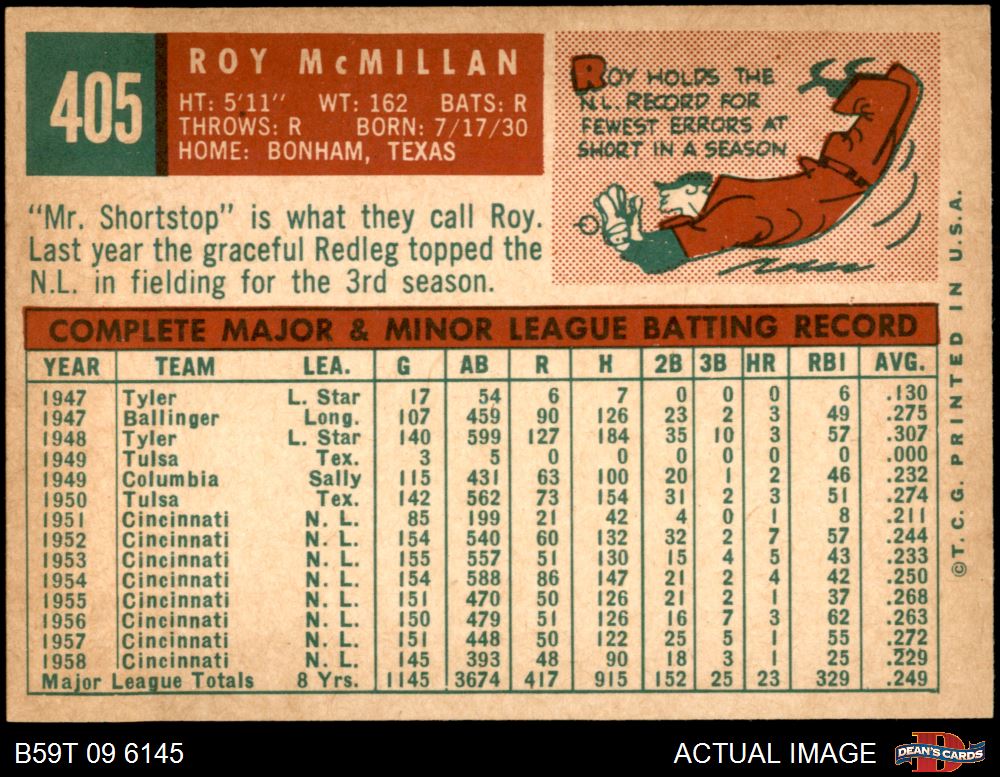 405
ROY McMILLAN
HT: 5'11" WT: 162 BATS: R
THROWS: R BORN: 7/17/30
HOME: BONHAM, TEXAS
ROY HOLDS THE
N.L. RECORD FOR
FEWEST ERRORS AT
SHORT IN A SEASON
"Mr. Shortstop" is what they call Roy.
Last year the graceful Redleg topped the
N.L. in fielding for the 3rd season.
COMPLETE MAJOR & MINOR LEAGUE BATTING RECORD
YEAR TEAM LEA. G AB R H 2B 3B HR RBI AVG.
1947 Tyler L. Star 17 54 6 7 0 0 0 6 .130
1947 Ballinger Long. 107 459 90 126 23 2 3 49 .275
1948 Tyler L. Star 140 599 127 184 35 10 3 57 .307
1949 Tulsa Tex. 3 5 0 0 0 0 0 0 .000
1949 Columbia Sally 115 431 63 100 20 1 2 46 .232
1950 Tulsa Tex. 142 562 73 154 31 2 3 51 .274
1951 Cincinnati N. L. 85 199 21 42 4 0 1 8 .211
1952 Cincinnati N. L. 154 540 60 132 32 2 7 57 .244
1953 Cincinnati N. L. 155 557 51 130 15 4 5 43 .233
1954 Cincinnati N. L. 154 588 86 147 21 2 4 42 .250
1955 Cincinnati N. L. 151 470 50 126 21 2 1 37 .268
1956 Cincinnati N. L. 150 479 51 126 16 7 3 62 .263
1957 Cincinnati N. L. 151 448 50 122 25 5 1 55 .272
1958 Cincinnati N. L. 145 393 48 90 18 3 1 25 .229
Major League Totals 8 Yrs. 1145 3674 417 915 152 25 23 329 .249
©T. C. G. PRINTED IN U.S.A.
B59T 09 6145
ACTUAL IMAGE
DEAN'S CARDS